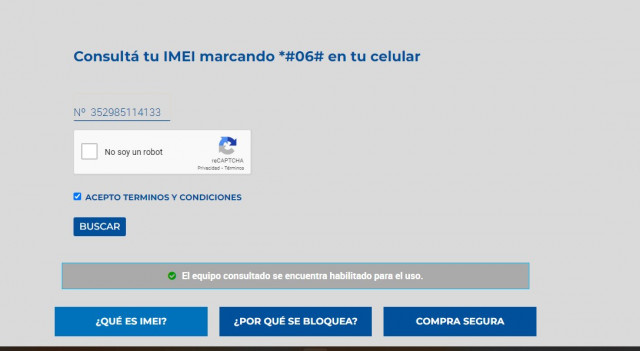 Consultá tu IMEI marcando *#06# en tu celular
Nº 352985114133
No soy un robot
reCAPTCHA
Privacidad - Términos
ACEPTO TERMINOS Y CONDICIONES
BUSCAR
El equipo consultado se encuentra habilitado para el uso.
¿QUÉ ES IMEI?
¿POR QUÉ SE BLOQUEA?
COMPRA SEGURA